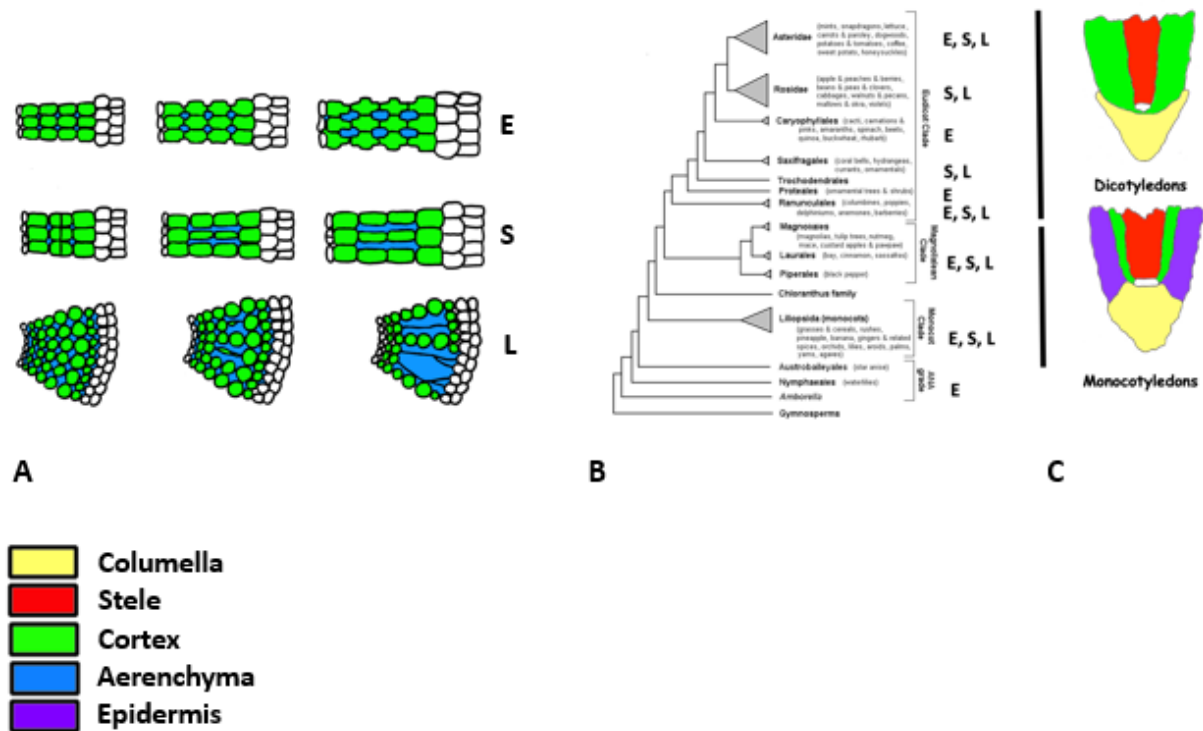 E
S
L
A
Asteridae (mints, snapdragons, lettuce,
carrots & parsley, dogwoods,
potatoes & tomatoes, coffee,
sweet potato, honeysuckles)
E, S, L
Rosidae (apple & peaches & berries,
beans & peas & clovers,
cabbages, walnuts & pecans,
mallows & okra, violets)
S, L
Caryophyllales (cacti, carnations &
pinks, amaranths, spinach, beets,
quinoa, buckwheat, rhubarb)
E
Saxifragales (coral bells, hydrangeas,
currants, ornamentals)
S, L
Trochodendrales
Proteales (ornamental trees & shrubs)
E
Ranunculales (columbines, poppies,
delphiniums, anemones, barberries)
E, S, L
Eudicot Clade
Magnoliales
(magnolias, tulip trees, nutmeg,
mace, custard apples & pawpaw)
Laurales (bay, cinnamon, sassafras)
Piperales (black pepper)
Magnolialean
Clade
E, S, L
Chloranthus family
Liliopsida (monocots)
(grasses & cereals, rushes,
pineapple, banana, gingers & related
spices, orchids, lilies, aroids, palms,
yams, agaves)
Monocot
Clade
E, S, L
Austrobaileyales (star anise)
Nymphaeales (waterlilies)
Amborella
ANA
grade
E
Gymnosperms
B
Dicotyledons
Monocotyledons
C
Columella
Stele
Cortex
Aerenchyma
Epidermis